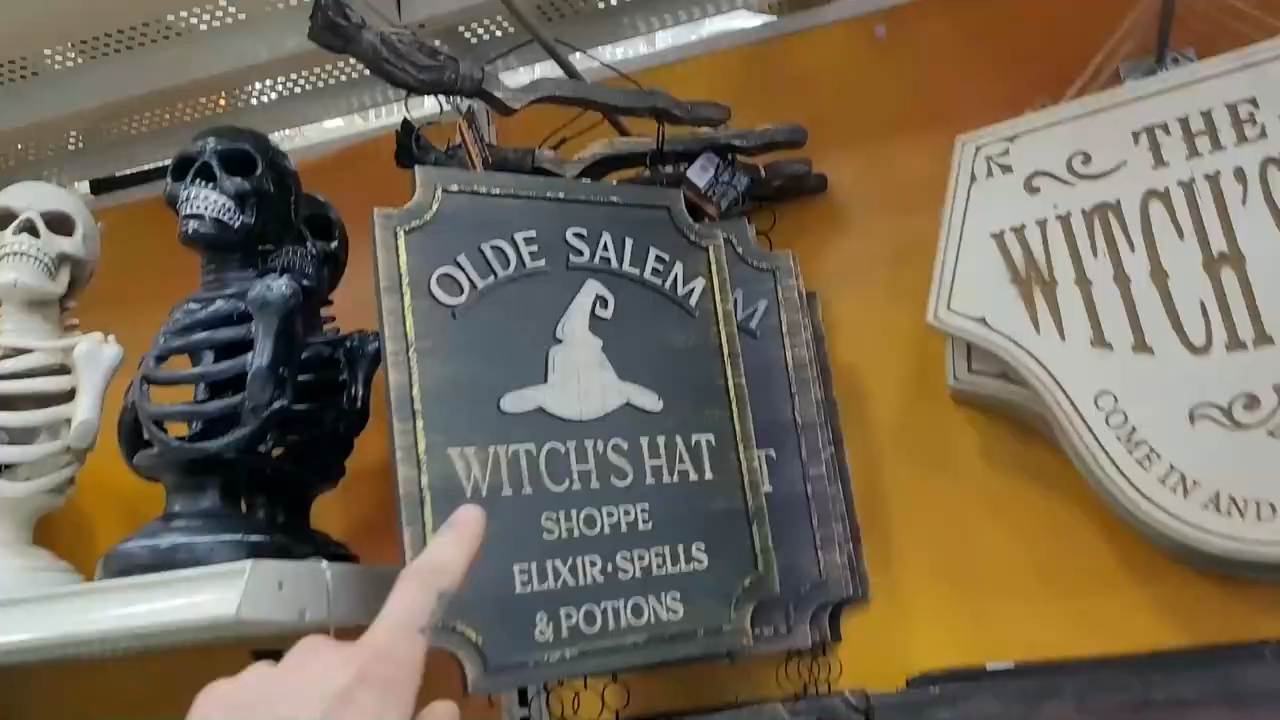 OLDE SALEM
WITCH'S HAT
SHOPPE
ELIXIR·SPELLS
& POTIONS
M
T
THE
WITCH'S
COME IN AND